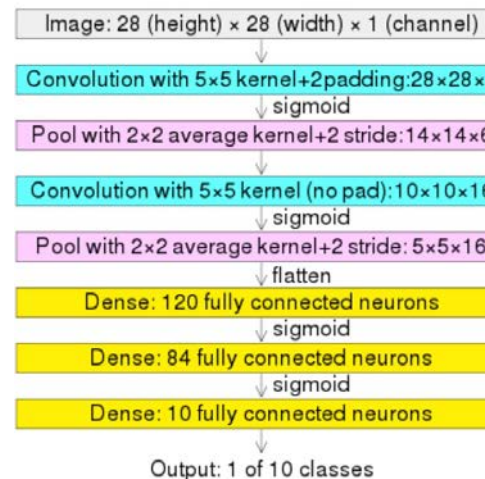 Image: 28 (height) × 28 (width) × 1 (channel)
Convolution with 5×5 kernel+2padding:28×28×
sigmoid
Pool with 2×2 average kernel+2 stride:14×14×6
Convolution with 5×5 kernel (no pad):10×10×16
sigmoid
Pool with 2×2 average kernel+2 stride: 5×5×16
flatten
Dense: 120 fully connected neurons
sigmoid
Dense: 84 fully connected neurons
sigmoid
Dense: 10 fully connected neurons
Output: 1 of 10 classes